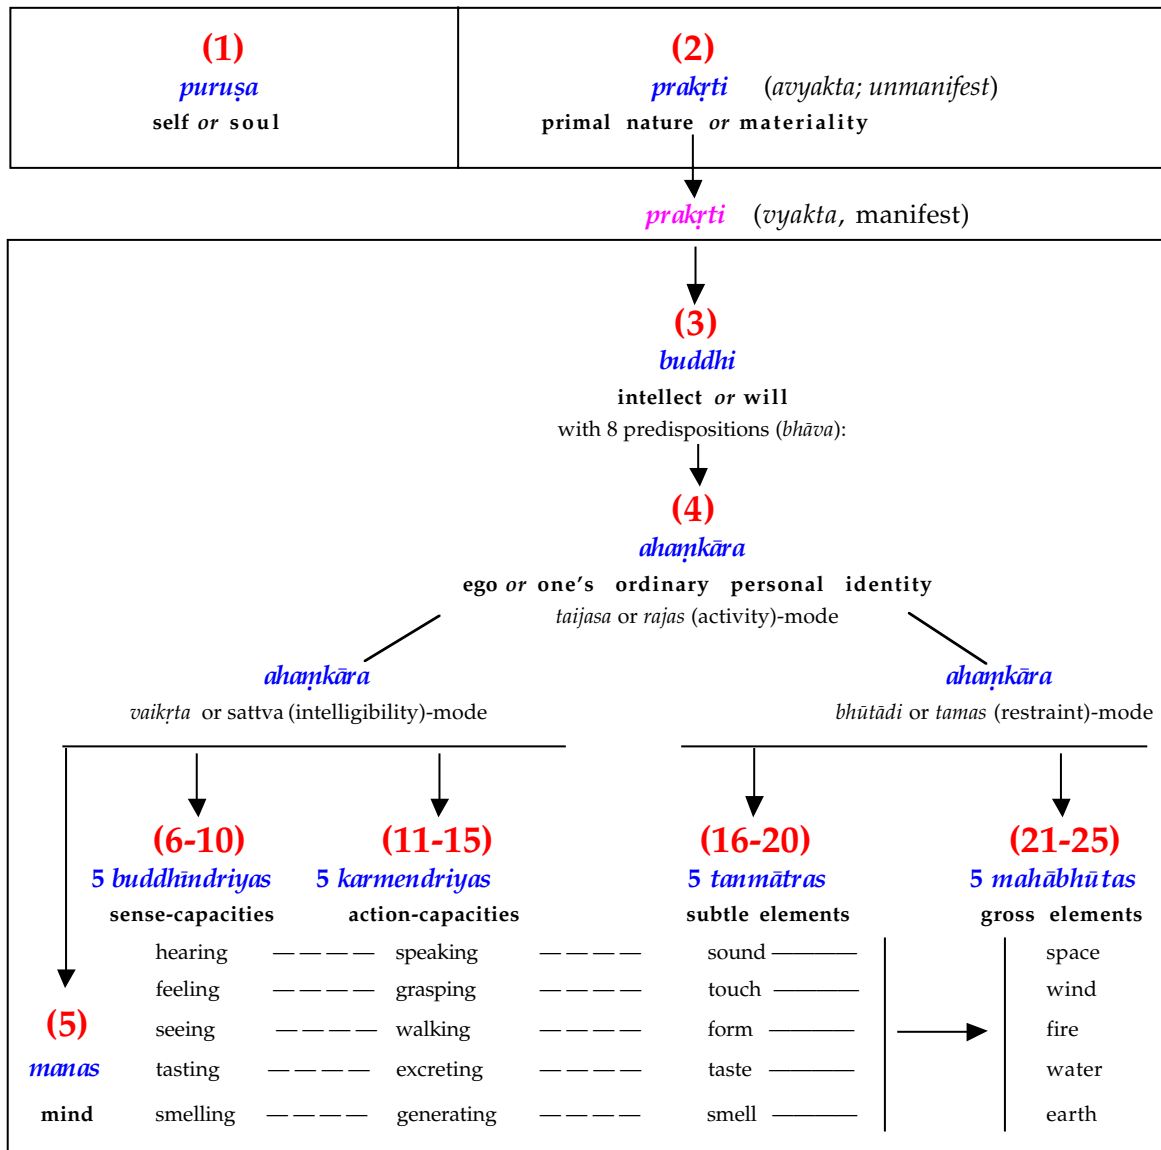 (1)
puruṣa
self or soul
(2)
prakṛti (avyakta; unmanifest)
primal nature or materiality
prakṛti (vyakta, manifest)
(3)
buddhi
intellect or will
with 8 predispositions (bhāva):
(4)
ahaṃkāra
ego or one's ordinary personal identity
taijasa or rajas (activity)-mode
ahaṃkāra
vaikṛta or sattva (intelligibility)-mode
ahaṃkāra
bhūtādi or tamas (restraint)-mode
(5)
manas
mind
(6-10)
5 buddhīndriyas
sense-capacities
hearing
feeling
seeing
tasting
smelling
(11-15)
5 karmendriyas
action-capacities
speaking
grasping
walking
excreting
generating
(16-20)
5 tanmātras
subtle elements
sound
touch
form
taste
smell
(21-25)
5 mahābhūtas
gross elements
space
wind
fire
water
earth